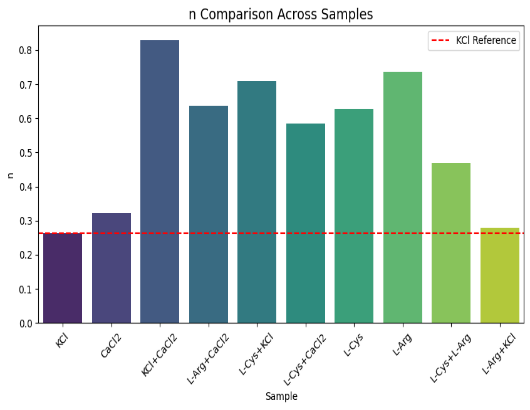 n Comparison Across Samples
KCl Reference
0.8
0.7
0.6
0.5
0.4
0.3
0.2
0.1
0.0
n
KCl
CaCl2
KCl+CaCl2
L-Arg+CaCl2
L-Cys+KCl
L-Cys+CaCl2
L-Cys
L-Arg
L-Cys+L-Arg
L-Arg+KCl
Sample